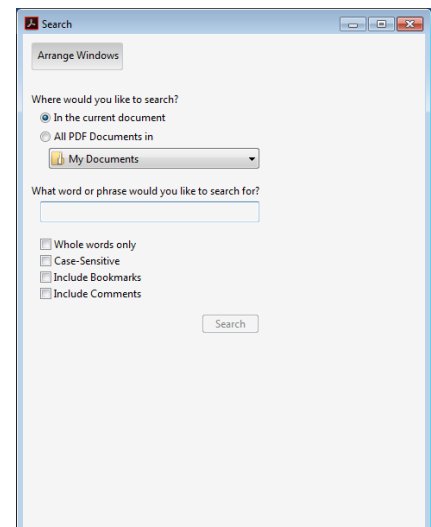 Search
Arrange Windows
Where would you like to search?
In the current document
All PDF Documents in
My Documents
What word or phrase would you like to search for?
Whole words only
Case-Sensitive
Include Bookmarks
Include Comments
Search